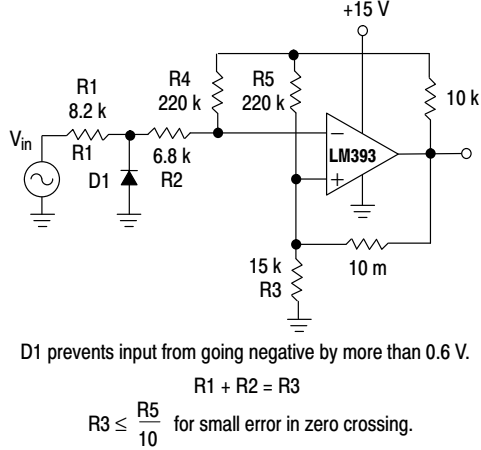 +15 V
R4
220 k
R5
220 k
10 k
R1
8.2 k
Vin
R1
6.8 k
R2
D1
−
LM393
+
15 k
R3
10 m
D1 prevents input from going negative by more than 0.6 V.
R1 + R2 = R3
R3 ≤ R5/10 for small error in zero crossing.